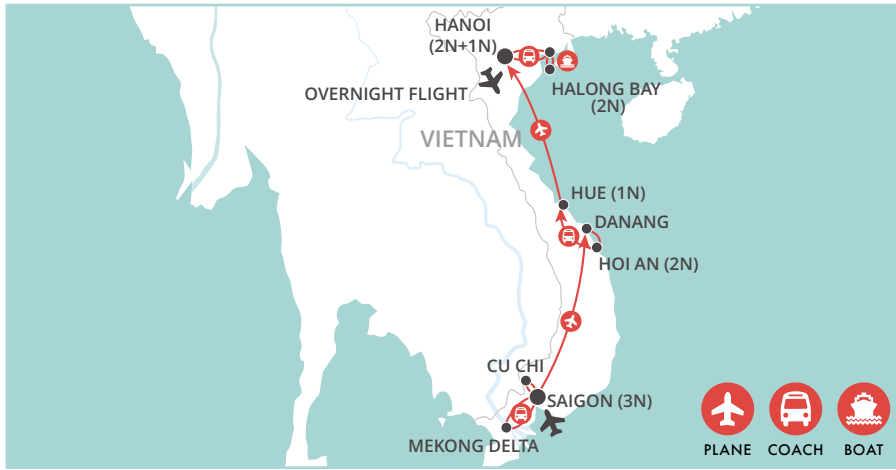 HANOI
(2N+1N)
OVERNIGHT FLIGHT
HALONG BAY
(2N)
VIETNAM
HUE (1N)
DANANG
HOI AN (2N)
CU CHI
SAIGON (3N)
MEKONG DELTA
PLANE
COACH
BOAT